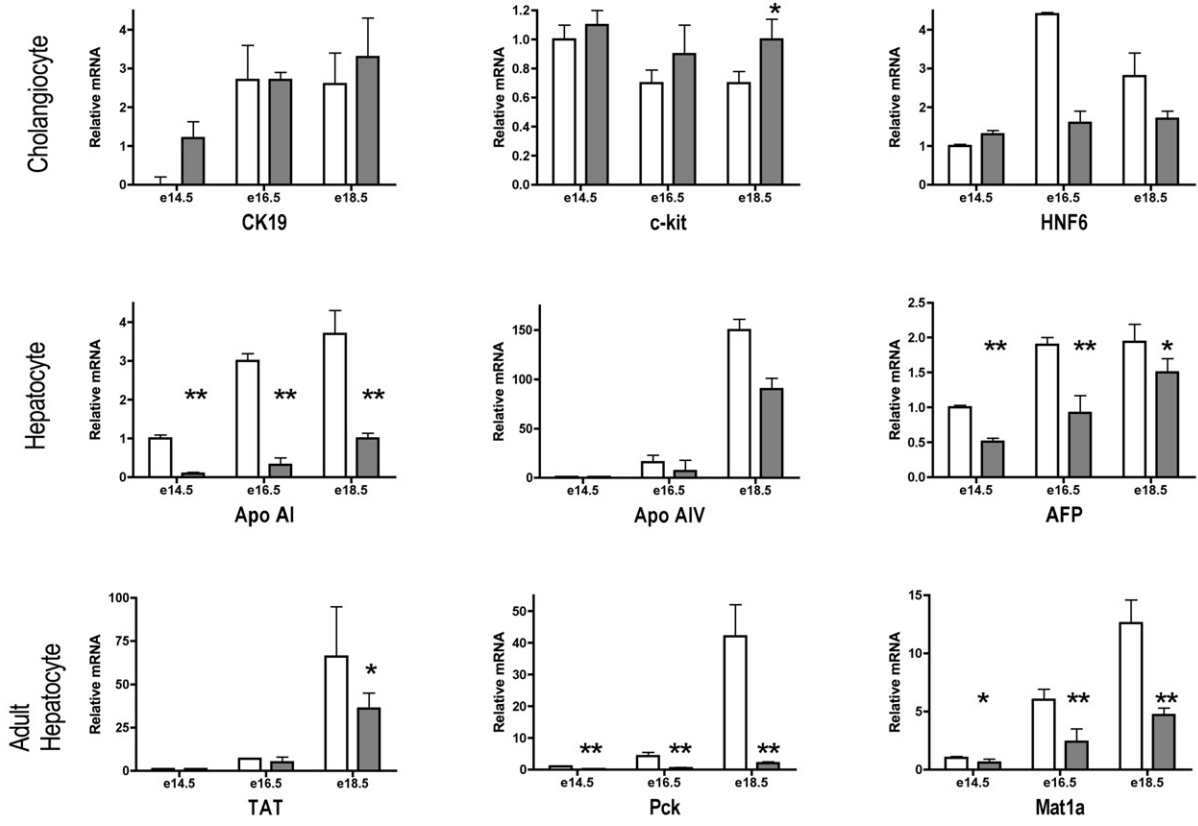 Cholangiocyte
Relative mRNA
4
3
2
1
0
e14.5 e16.5 e18.5
CK19
Relative mRNA
1.2
1.0
0.8
0.6
0.4
0.2
0.0
*
e14.5 e16.5 e18.5
c-kit
Relative mRNA
4
3
2
1
0
e14.5 e16.5 e18.5
HNF6
Hepatocyte
Relative mRNA
4
3
2
1
0
** ** **
e14.5 e16.5 e18.5
Apo AI
Relative mRNA
150
100
50
0
e14.5 e16.5 e18.5
Apo AIV
Relative mRNA
2.5
2.0
1.5
1.0
0.5
0.0
** ** *
e14.5 e16.5 e18.5
AFP
Adult
Hepatocyte
Relative mRNA
100
75
50
25
0
*
e14.5 e16.5 e18.5
TAT
Relative mRNA
50
40
30
20
10
0
** ** **
e14.5 e16.5 e18.5
Pck
Relative mRNA
15
10
5
0
* ** **
e14.5 e16.5 e18.5
Mat1a